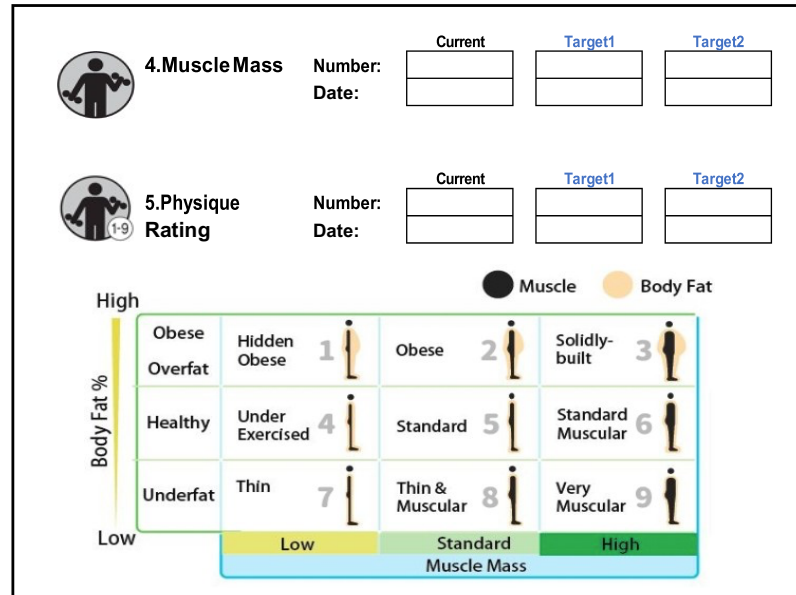 Current Target1 Target2
4.Muscle Mass Number:
Date:
Current Target1 Target2
5.Physique Number:
1-9 Rating Date:
Muscle Body Fat
High
Obese
Overfat
Hidden
Obese 1
Obese 2
Solidly-
built 3
Body Fat %
Healthy
Under
Exercised 4
Standard 5
Standard
Muscular 6
Underfat
Thin 7
Thin &
Muscular 8
Very
Muscular 9
Low
Low Standard High
Muscle Mass